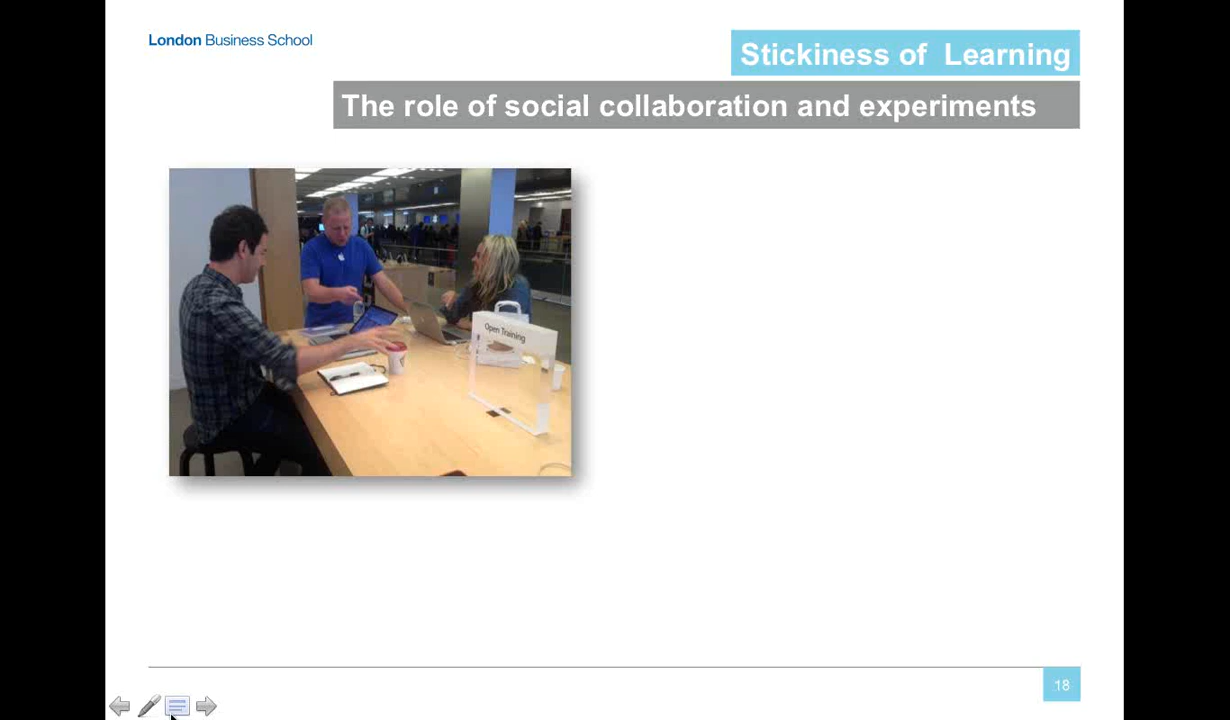 London Business School
Stickiness of Learning
The role of social collaboration and experiments
Open Training
18